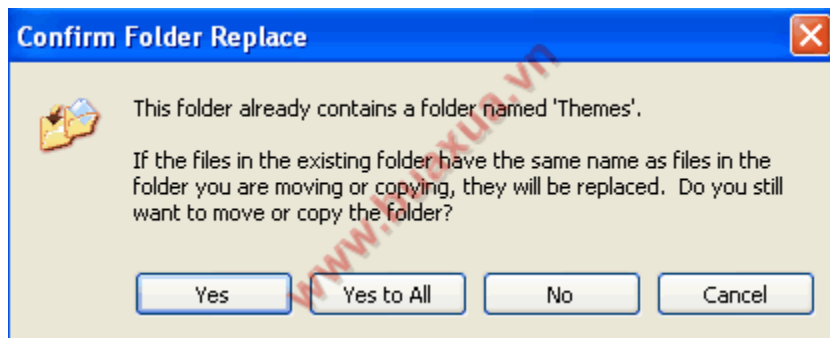 Confirm Folder Replace
This folder already contains a folder named 'Themes'.
If the files in the existing folder have the same name as files in the
folder you are moving or copying, they will be replaced. Do you still
want to move or copy the folder?
Yes Yes to All No Cancel
www.buaxua.vn